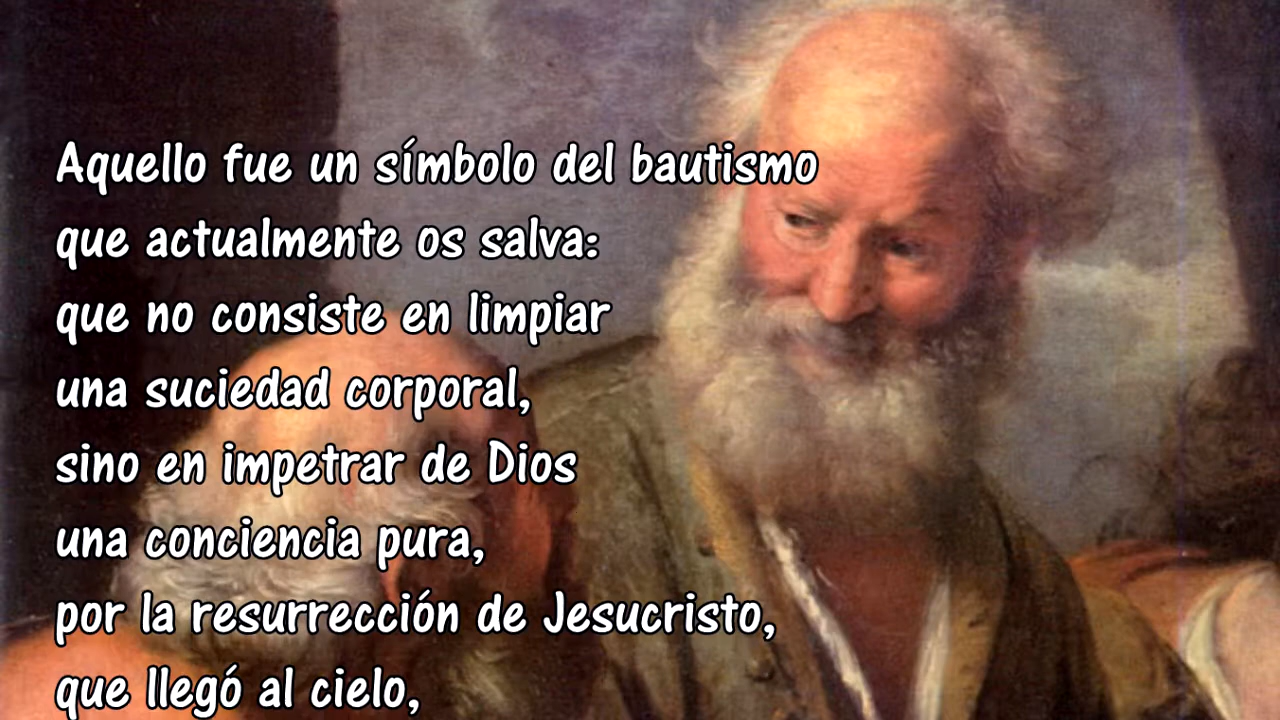 Aquello fue un símbolo del bautismo
que actualmente os salva:
que no consiste en limpiar
una suciedad corporal,
sino en impetrar de Dios
una conciencia pura,
por la resurrección de Jesucristo,
que llegó al cielo,